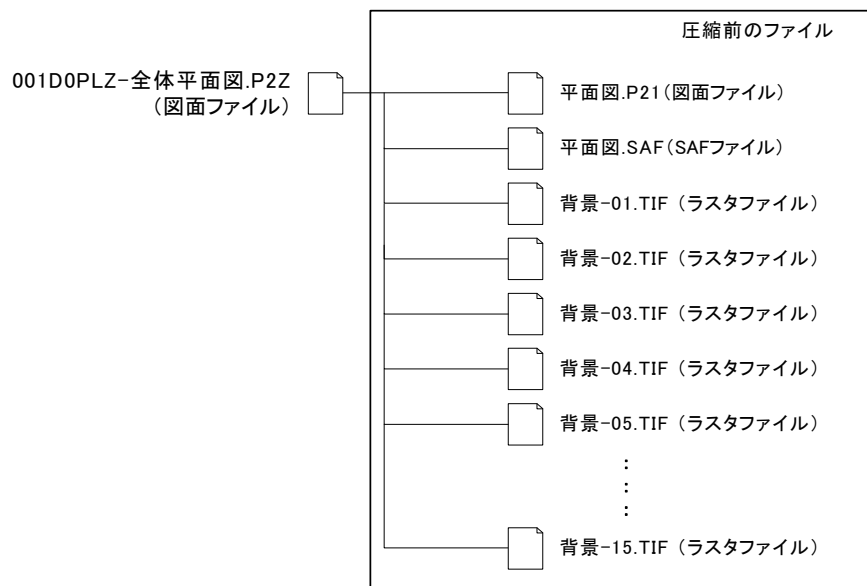 圧縮前のファイル
001D0PLZ-全体平面図.P2Z
（図面ファイル）
平面図.P21（図面ファイル）
平面図.SAF（SAFファイル）
背景-01.TIF （ラスタファイル）
背景-02.TIF （ラスタファイル）
背景-03.TIF （ラスタファイル）
背景-04.TIF （ラスタファイル）
背景-05.TIF （ラスタファイル）
：
：
：
背景-15.TIF （ラスタファイル）